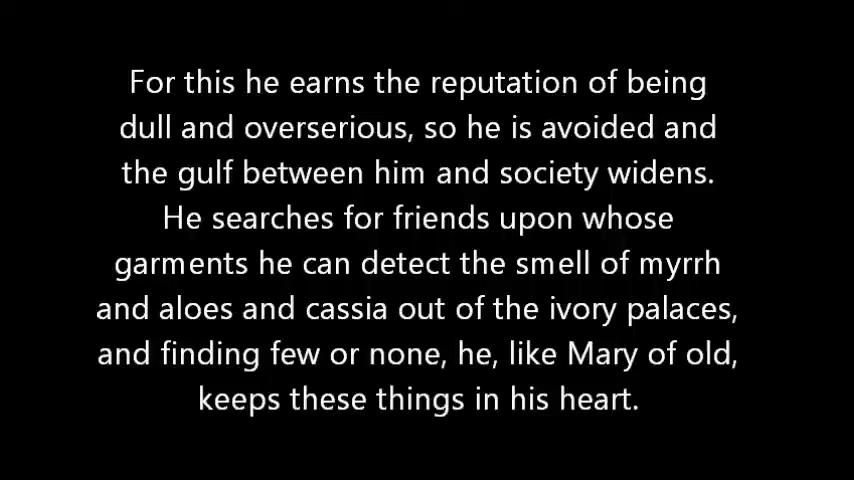 For this he earns the reputation of being
dull and overserious, so he is avoided and
the gulf between him and society widens.
He searches for friends upon whose
garments he can detect the smell of myrrh
and aloes and cassia out of the ivory palaces,
and finding few or none, he, like Mary of old,
keeps these things in his heart.